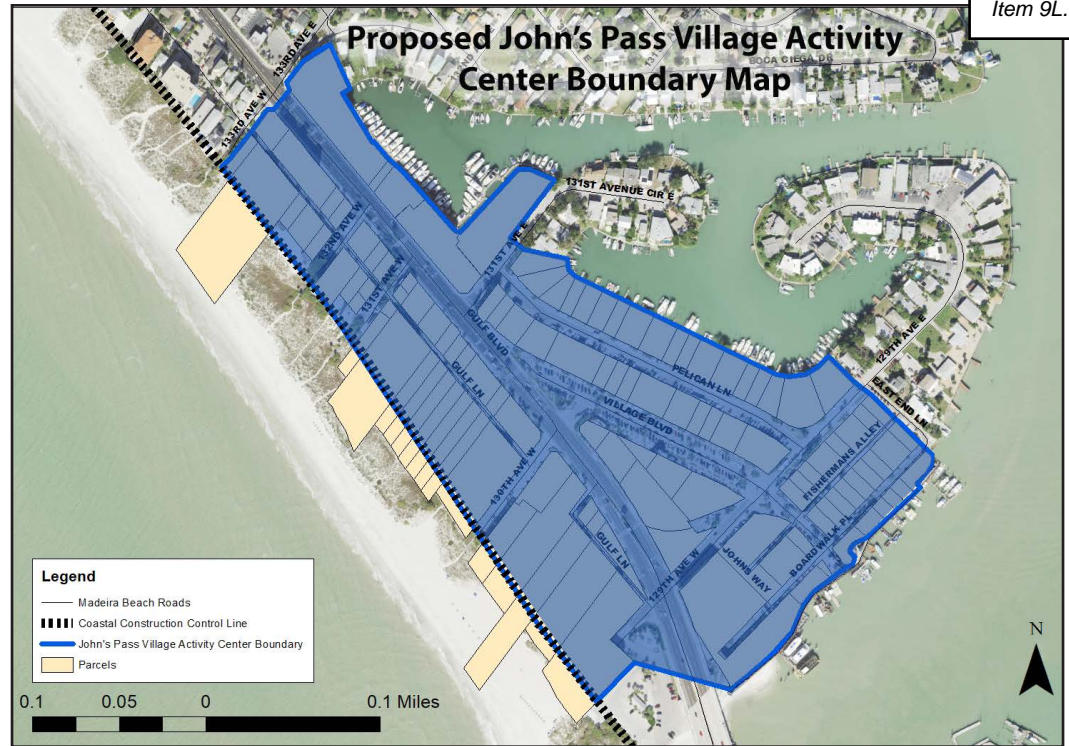 Item 9L.
Proposed John's Pass Village Activity
Center Boundary Map
BOCA CIEGA DR
133RD AVE E
133RD AVE W
131ST AVENUE CIR E
131ST AVE E
132ND AVE W
131ST AVE W
GULF BLVD
GULF LN
PELICAN LN
VILLAGE BLVD
129TH AVE E
EAST END LN
FISHERMANS ALLEY
130TH AVE W
GULF LN
129TH AVE W
JOHNS WAY
BOARDWALK PL
Legend
Madeira Beach Roads
Coastal Construction Control Line
John's Pass Village Activity Center Boundary
Parcels
N
0.1 0.05 0 0.1 Miles